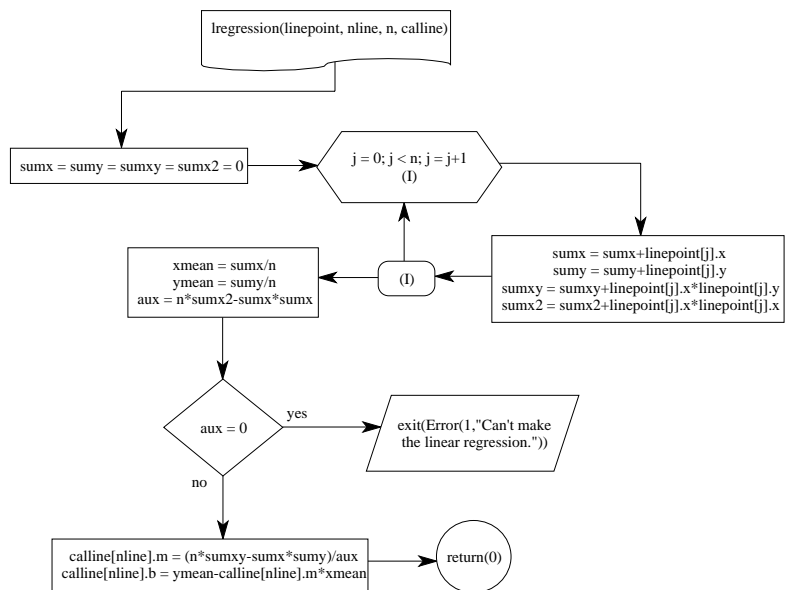 lregression(linepoint, nline, n, calline)
sumx = sumy = sumxy = sumx2 = 0
j = 0; j < n; j = j+1
(I)
sumx = sumx+linepoint[j].x
sumy = sumy+linepoint[j].y
sumxy = sumxy+linepoint[j].x*linepoint[j].y
sumx2 = sumx2+linepoint[j].x*linepoint[j].x
(I)
xmean = sumx/n
ymean = sumy/n
aux = n*sumx2-sumx*sumx
aux = 0
yes
exit(Error(1,"Can't make
the linear regression."))
no
calline[nline].m = (n*sumxy-sumx*sumy)/aux
calline[nline].b = ymean-calline[nline].m*xmean
return(0)